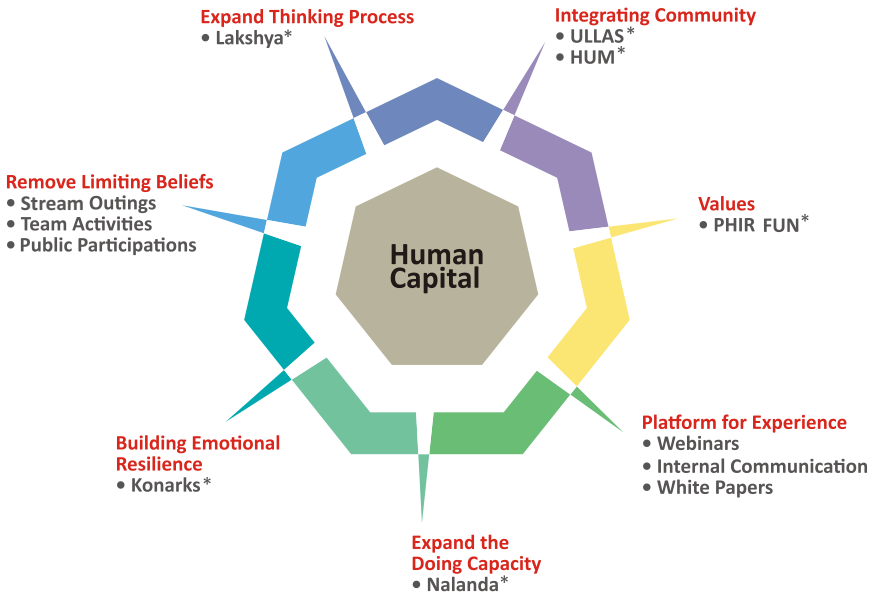 Expand Thinking Process
• Lakshya*
Integrating Community
• ULLAS*
• HUM*
Remove Limiting Beliefs
• Stream Outings
• Team Activities
• Public Participations
Values
• PHIR FUN*
Human
Capital
Platform for Experience
• Webinars
• Internal Communication
• White Papers
Building Emotional
Resilience
• Konarks*
Expand the
Doing Capacity
• Nalanda*